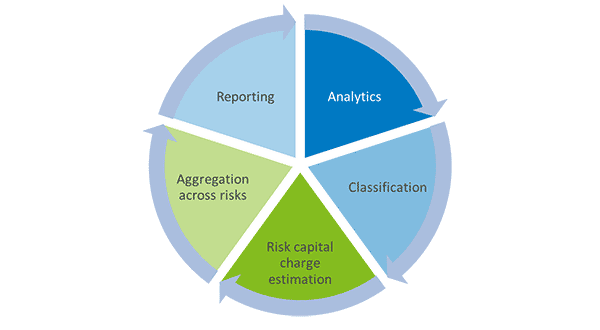 Analytics
Classification
Risk capital
charge
estimation
Aggregation
across risks
Reporting